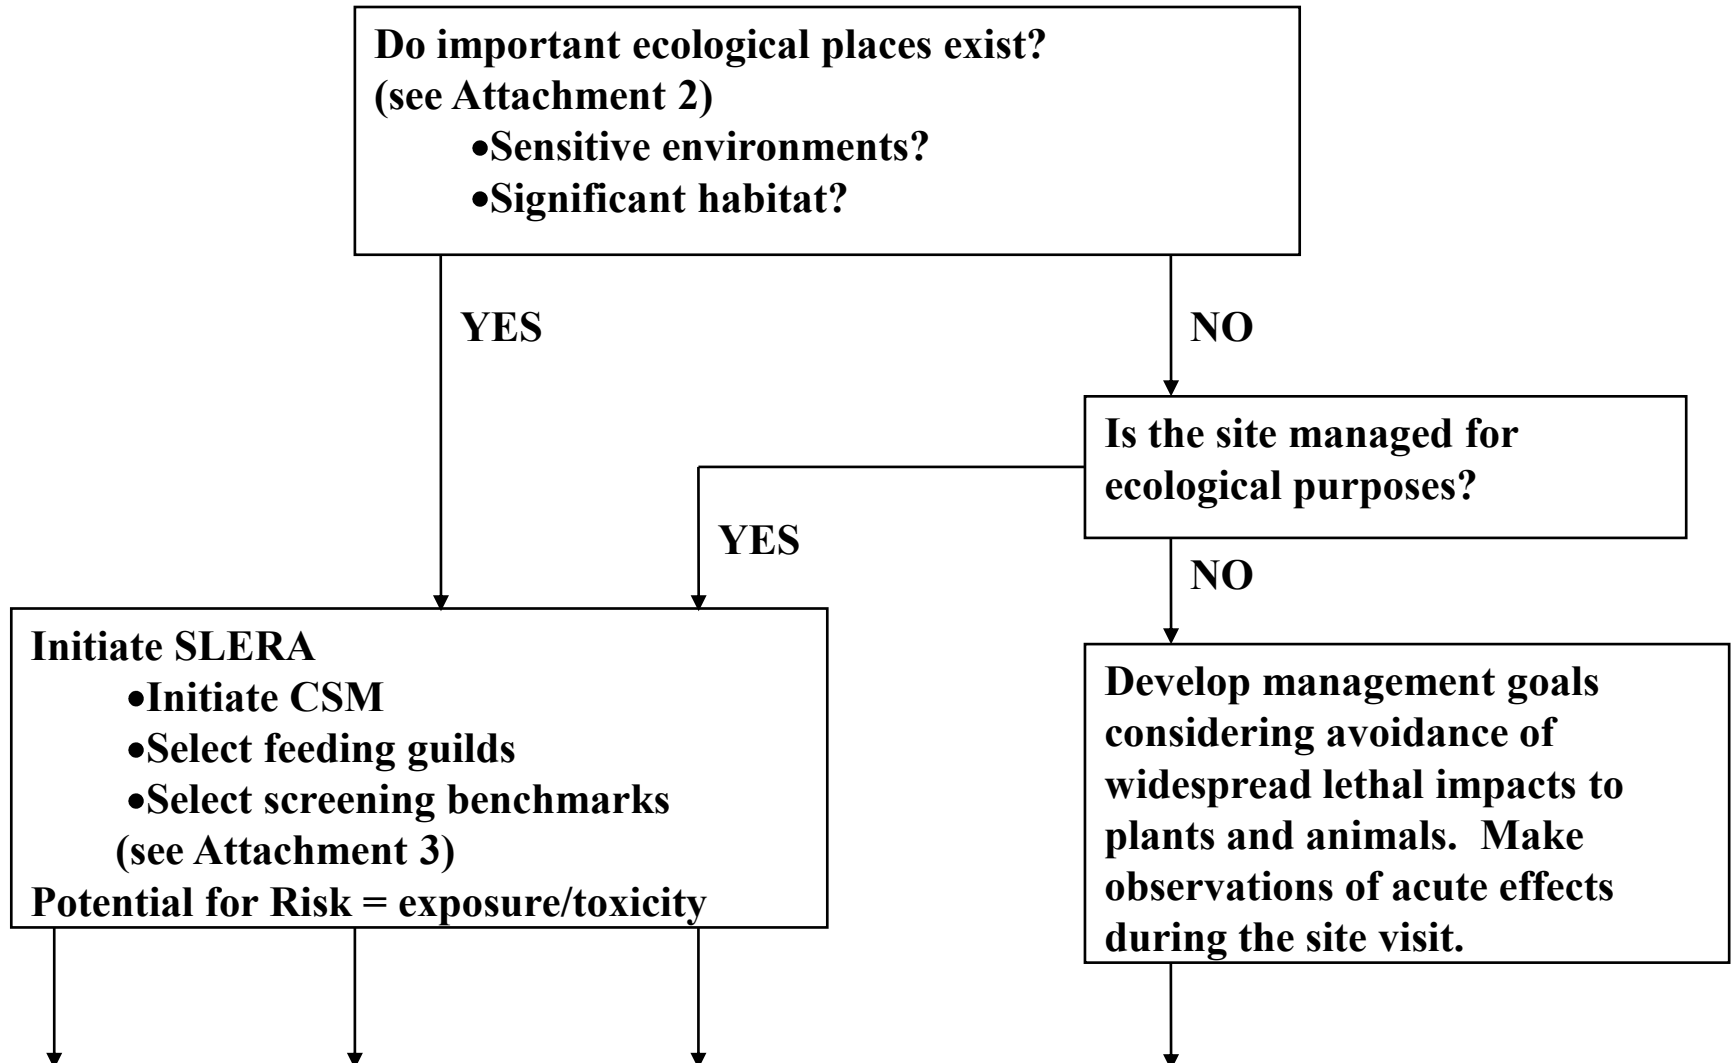 Do important ecological places exist?
(see Attachment 2)
•Sensitive environments?
•Significant habitat?
YES
NO
Is the site managed for
ecological purposes?
YES
NO
Initiate SLERA
•Initiate CSM
•Select feeding guilds
•Select screening benchmarks
(see Attachment 3)
Potential for Risk = exposure/toxicity
Develop management goals
considering avoidance of
widespread lethal impacts to
plants and animals.  Make
observations of acute effects
during the site visit.